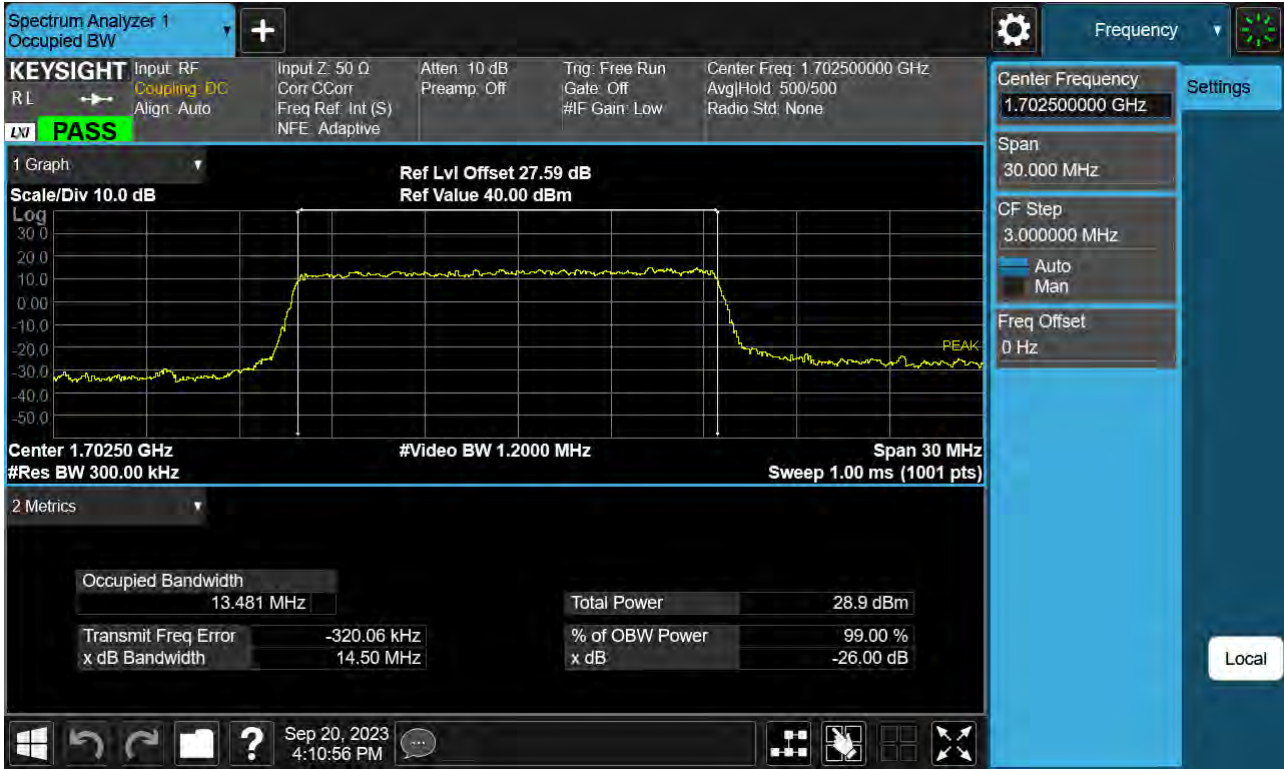 Spectrum Analyzer 1
Occupied BW
Frequency
KEYSIGHT
RL
LXI PASS
Input: RF
Coupling: DC
Align: Auto
Input Z: 50 Ω
Corr CCorr
Freq Ref: Int (S)
NFE: Adaptive
Atten: 10 dB
Preamp: Off
Trig: Free Run
Gate: Off
#IF Gain: Low
Center Freq: 1.702500000 GHz
Avg|Hold: 500/500
Radio Std: None
Center Frequency
1.702500000 GHz
Settings
Span
30.000 MHz
CF Step
3.000000 MHz
Auto
Man
Freq Offset
0 Hz
1 Graph
Scale/Div 10.0 dB
Ref Lvl Offset 27.59 dB
Ref Value 40.00 dBm
Log
30.0
20.0
10.0
0.00
-10.0
-20.0
-30.0
-40.0
-50.0
PEAK
Center 1.70250 GHz
#Video BW 1.2000 MHz
Span 30 MHz
#Res BW 300.00 kHz
Sweep 1.00 ms (1001 pts)
2 Metrics
Occupied Bandwidth
13.481 MHz
Total Power 28.9 dBm
Transmit Freq Error -320.06 kHz
% of OBW Power 99.00 %
x dB Bandwidth 14.50 MHz
x dB -26.00 dB
Local
?
Sep 20, 2023
4:10:56 PM